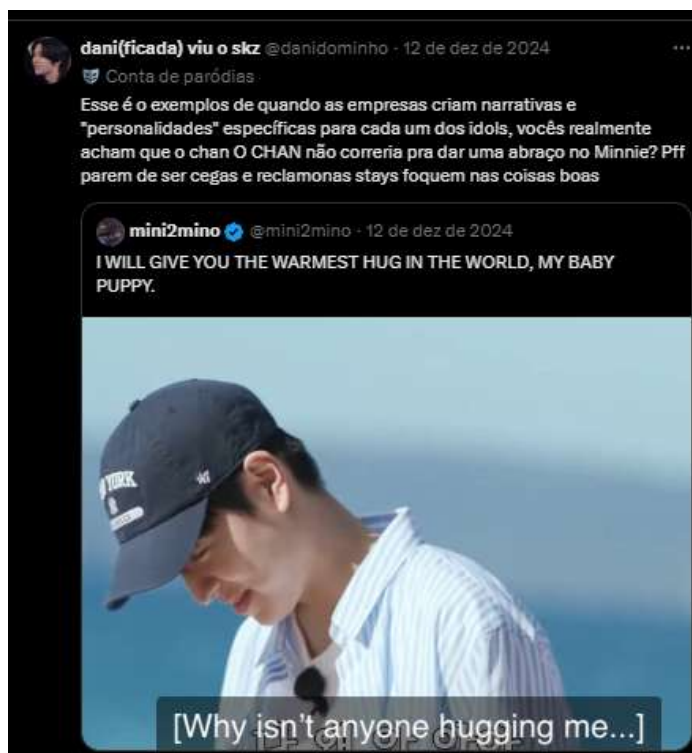 dani(ficada) viu o skz @danidominho · 12 de dez de 2024
Conta de paródias
Esse é o exemplos de quando as empresas criam narrativas e
"personalidades" específicas para cada um dos idols, vocês realmente
acham que o chan O CHAN não correria pra dar uma abraço no Minnie? Pff
parem de ser cegas e reclamonas stays foquem nas coisas boas
mini2mino @mini2mino · 12 de dez de 2024
I WILL GIVE YOU THE WARMEST HUG IN THE WORLD, MY BABY
PUPPY.
YORK
[Why isn't anyone hugging me...]